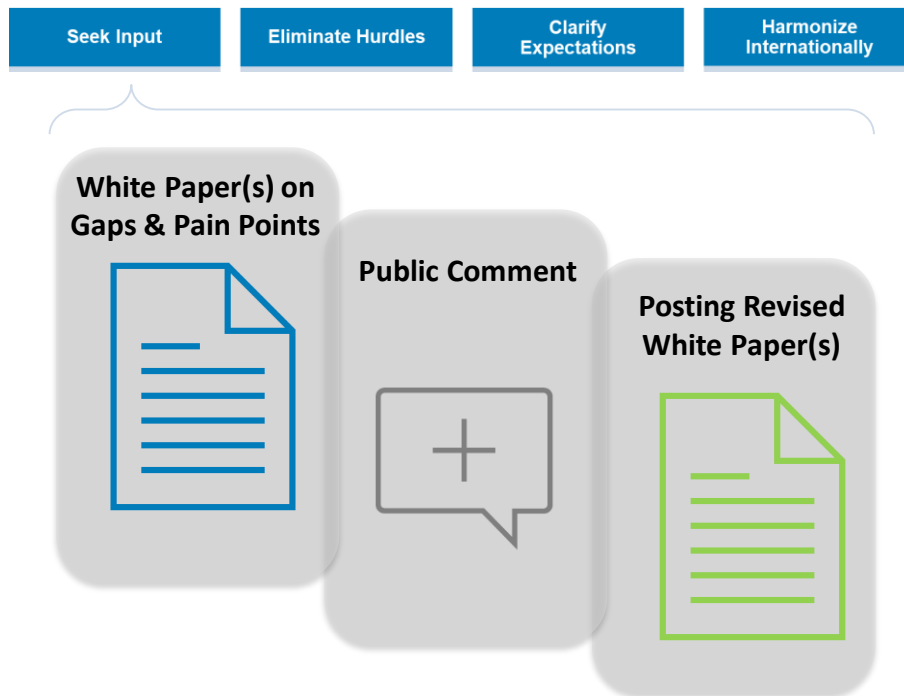 Seek Input
Eliminate Hurdles
Clarify
Expectations
Harmonize
Internationally
White Paper(s) on
Gaps & Pain Points
Public Comment
Posting Revised
White Paper(s)